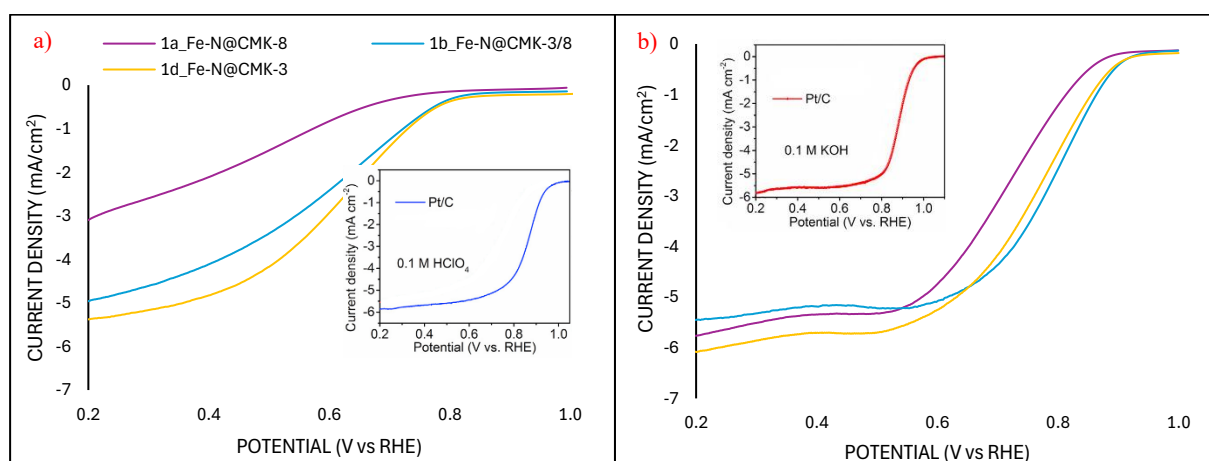 a)
1a_Fe-N@CMK-8
1b_Fe-N@CMK-3/8
1d_Fe-N@CMK-3
CURRENT DENSITY (mA/cm²)
0
-1
-2
-3
-4
-5
-6
-7
0.2
0.4
0.6
0.8
1.0
POTENTIAL (V vs RHE)
Current density (mA cm⁻²)
0
-1
-2
-3
-4
-5
-6
Pt/C
0.1 M HClO₄
0.2
0.4
0.6
0.8
1.0
Potential (V vs. RHE)
b)
CURRENT DENSITY (mA/cm²)
0
-1
-2
-3
-4
-5
-6
-7
0.2
0.4
0.6
0.8
1.0
POTENTIAL (V vs RHE)
Current density (mA cm⁻²)
0
-1
-2
-3
-4
-5
-6
Pt/C
0.1 M KOH
0.2
0.4
0.6
0.8
1.0
Potential (V vs. RHE)